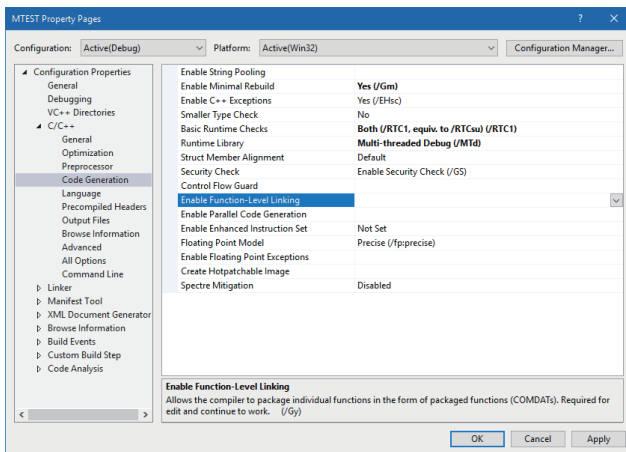 MTEST Property Pages
? ×
Configuration: Active(Debug) Platform: Active(Win32) Configuration Manager...
Configuration Properties
General
Debugging
VC++ Directories
C/C++
General
Optimization
Preprocessor
Code Generation
Language
Precompiled Headers
Output Files
Browse Information
Advanced
All Options
Command Line
Linker
Manifest Tool
XML Document Generator
Browse Information
Build Events
Custom Build Step
Code Analysis
Enable String Pooling
Enable Minimal Rebuild Yes (/Gm)
Enable C++ Exceptions Yes (/EHsc)
Smaller Type Check No
Basic Runtime Checks Both (/RTC1, equiv. to /RTCsu) (/RTC1)
Runtime Library Multi-threaded Debug (/MTd)
Struct Member Alignment Default
Security Check Enable Security Check (/GS)
Control Flow Guard
Enable Function-Level Linking
Enable Parallel Code Generation
Enable Enhanced Instruction Set Not Set
Floating Point Model Precise (/fp:precise)
Enable Floating Point Exceptions
Create Hotpatchable Image
Spectre Mitigation Disabled
Enable Function-Level Linking
Allows the compiler to package individual functions in the form of packaged functions (COMDATs). Required for
edit and continue to work. (/Gy)
OK Cancel Apply